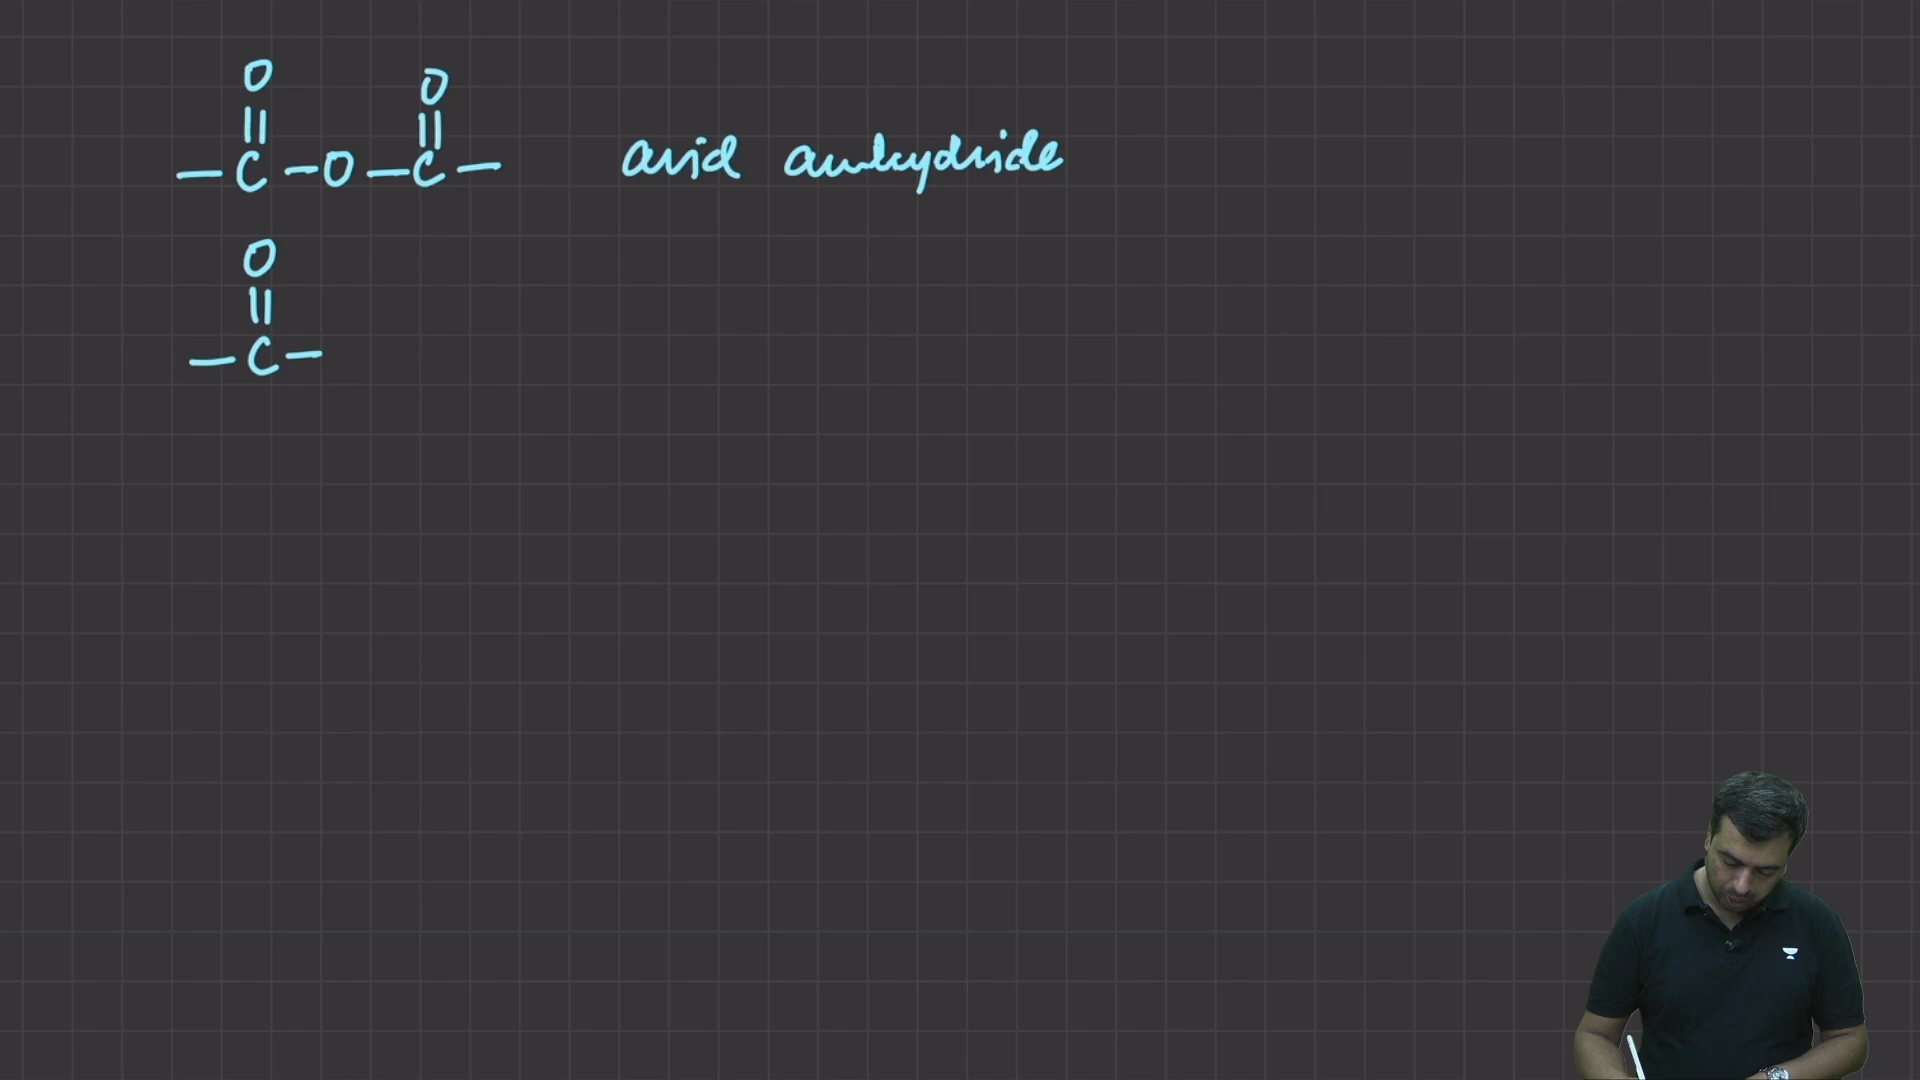 O O
|| ||
— C — O — C — acid anhydride
O
||
— C —